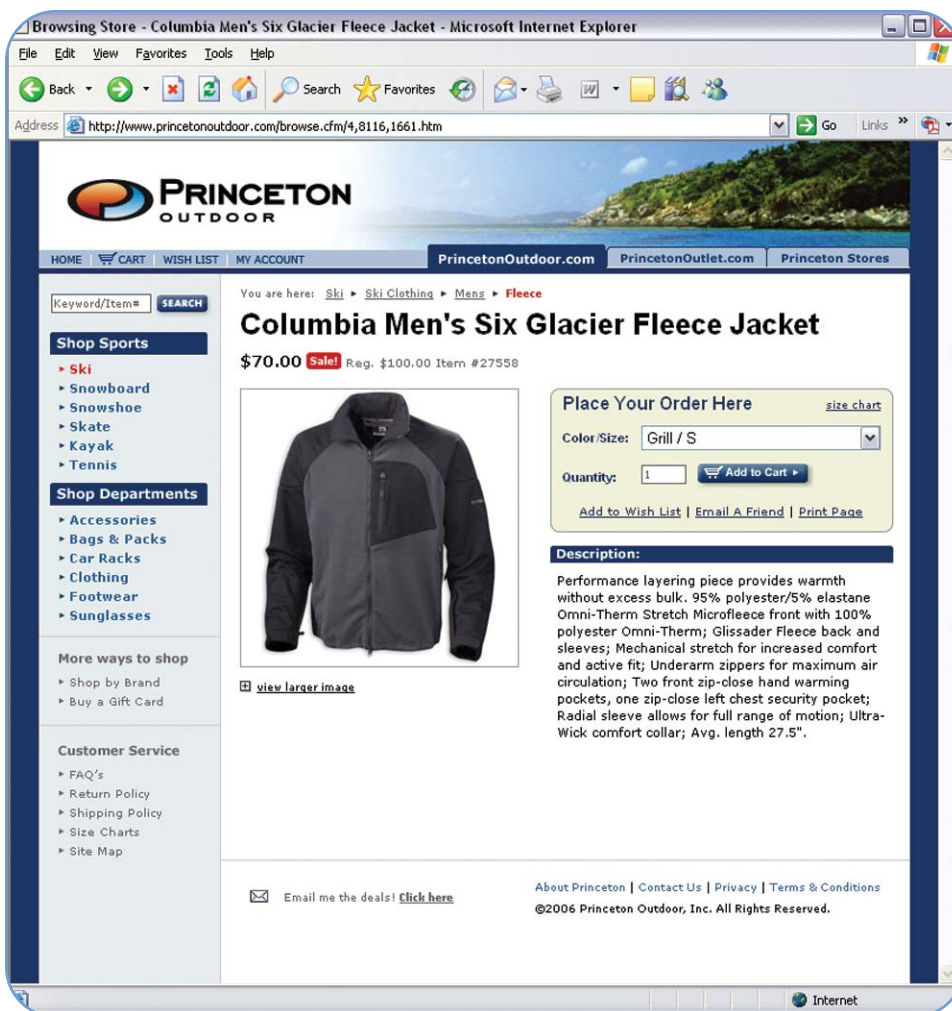 Browsing Store - Columbia Men's Six Glacier Fleece Jacket - Microsoft Internet Explorer
File Edit View Favorites Tools Help
Back Search Favorites
Address http://www.princetonoutdoor.com/browse.cfm/4,8116,1661.htm Go Links »
PRINCETON
OUTDOOR
HOME | CART | WISH LIST | MY ACCOUNT PrincetonOutdoor.com PrincetonOutlet.com Princeton Stores
Keyword/Item# SEARCH
Shop Sports
Ski
Snowboard
Snowshoe
Skate
Kayak
Tennis
Shop Departments
Accessories
Bags & Packs
Car Racks
Clothing
Footwear
Sunglasses
More ways to shop
Shop by Brand
Buy a Gift Card
Customer Service
FAQ's
Return Policy
Shipping Policy
Size Charts
Site Map
You are here: Ski ▸ Ski Clothing ▸ Mens ▸ Fleece
Columbia Men's Six Glacier Fleece Jacket
$70.00 Sale! Reg. $100.00 Item #27558
view larger image
Place Your Order Here size chart
Color/Size: Grill / S
Quantity: 1 Add to Cart
Add to Wish List | Email A Friend | Print Page
Description:
Performance layering piece provides warmth
without excess bulk. 95% polyester/5% elastane
Omni-Therm Stretch Microfleece front with 100%
polyester Omni-Therm; Glissader Fleece back and
sleeves; Mechanical stretch for increased comfort
and active fit; Underarm zippers for maximum air
circulation; Two front zip-close hand warming
pockets, one zip-close left chest security pocket;
Radial sleeve allows for full range of motion; Ultra-
Wick comfort collar; Avg. length 27.5".
Email me the deals! Click here
About Princeton | Contact Us | Privacy | Terms & Conditions
©2006 Princeton Outdoor, Inc. All Rights Reserved.
Internet